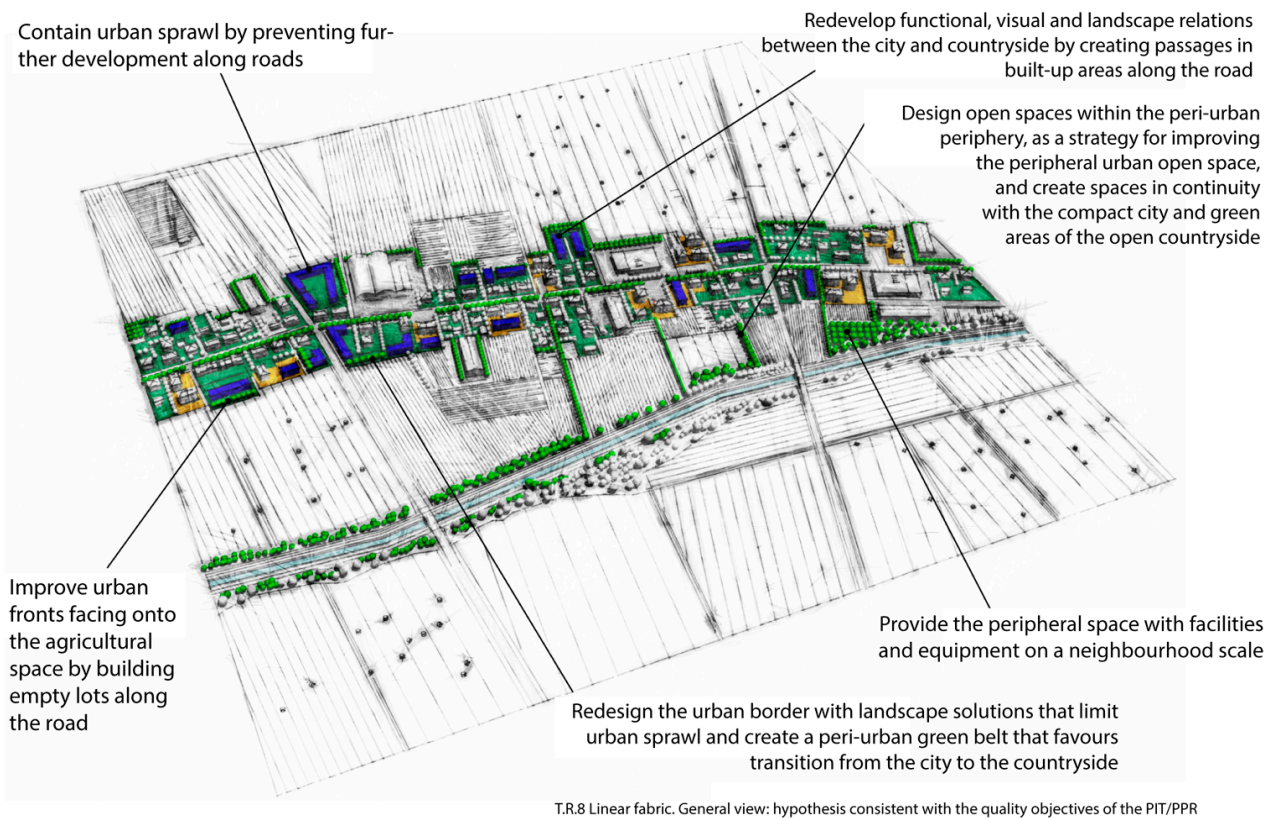 Contain urban sprawl by preventing fur-
ther development along roads
Redevelop functional, visual and landscape relations
between the city and countryside by creating passages in
built-up areas along the road
Design open spaces within the peri-urban
periphery, as a strategy for improving
the peripheral urban open space,
and create spaces in continuity
with the compact city and green
areas of the open countryside
Improve urban
fronts facing onto
the agricultural
space by building
empty lots along
the road
Provide the peripheral space with facilities
and equipment on a neighbourhood scale
Redesign the urban border with landscape solutions that limit
urban sprawl and create a peri-urban green belt that favours
transition from the city to the countryside
T.R.8 Linear fabric. General view: hypothesis consistent with the quality objectives of the PIT/PPR